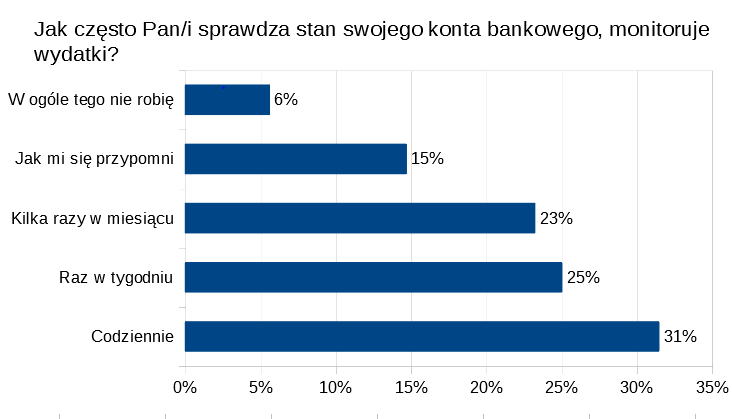 Jak często Pan/i sprawdza stan swojego konta bankowego, monitoruje
wydatki?
W ogóle tego nie robię 6%
Jak mi się przypomni 15%
Kilka razy w miesiącu 23%
Raz w tygodniu 25%
Codziennie 31%
0% 5% 10% 15% 20% 25% 30% 35%